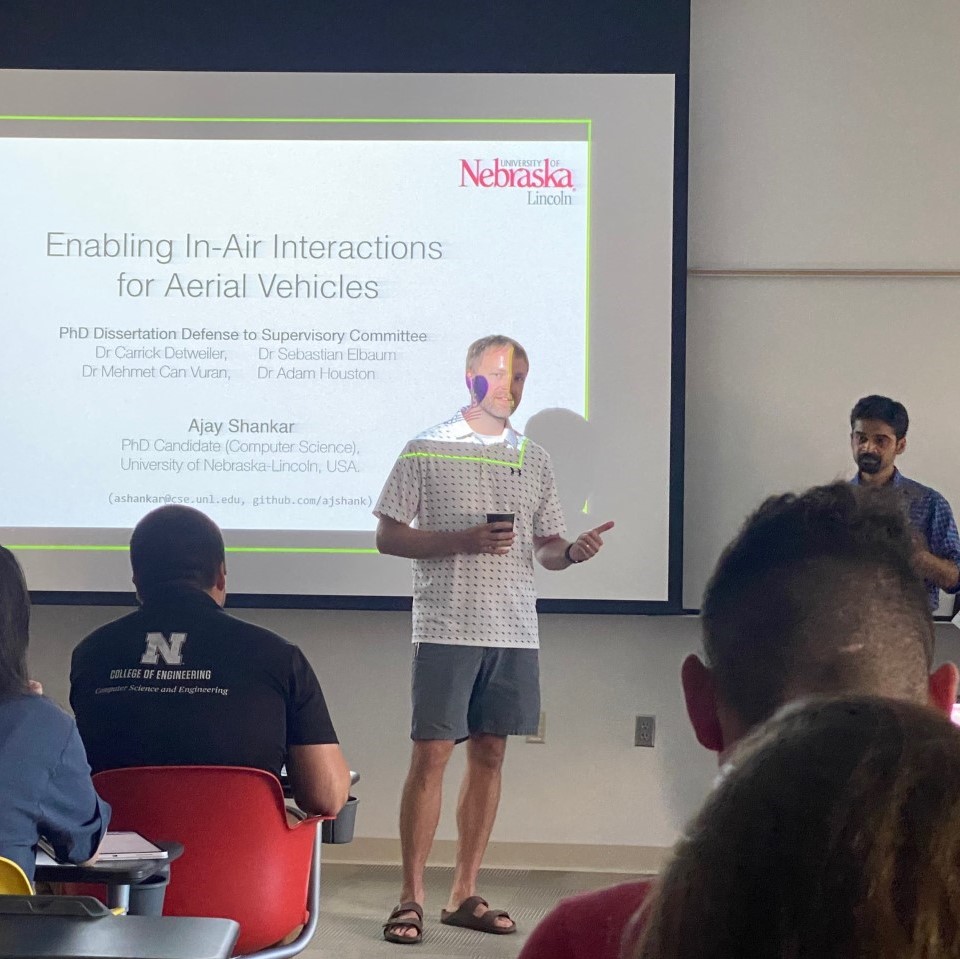 UNIVERSITY OF
Nebraska
Lincoln
Enabling In-Air Interactions
for Aerial Vehicles
PhD Dissertation Defense to Supervisory Committee
Dr Carrick Detweiler, Dr Sebastian Elbaum
Dr Mehmet Can Vuran, Dr Adam Houston
Ajay Shankar
PhD Candidate (Computer Science),
University of Nebraska-Lincoln, USA.
(ashankar@cse.unl.edu, github.com/ajshank)
N
COLLEGE OF ENGINEERING
Computer Science and Engineering